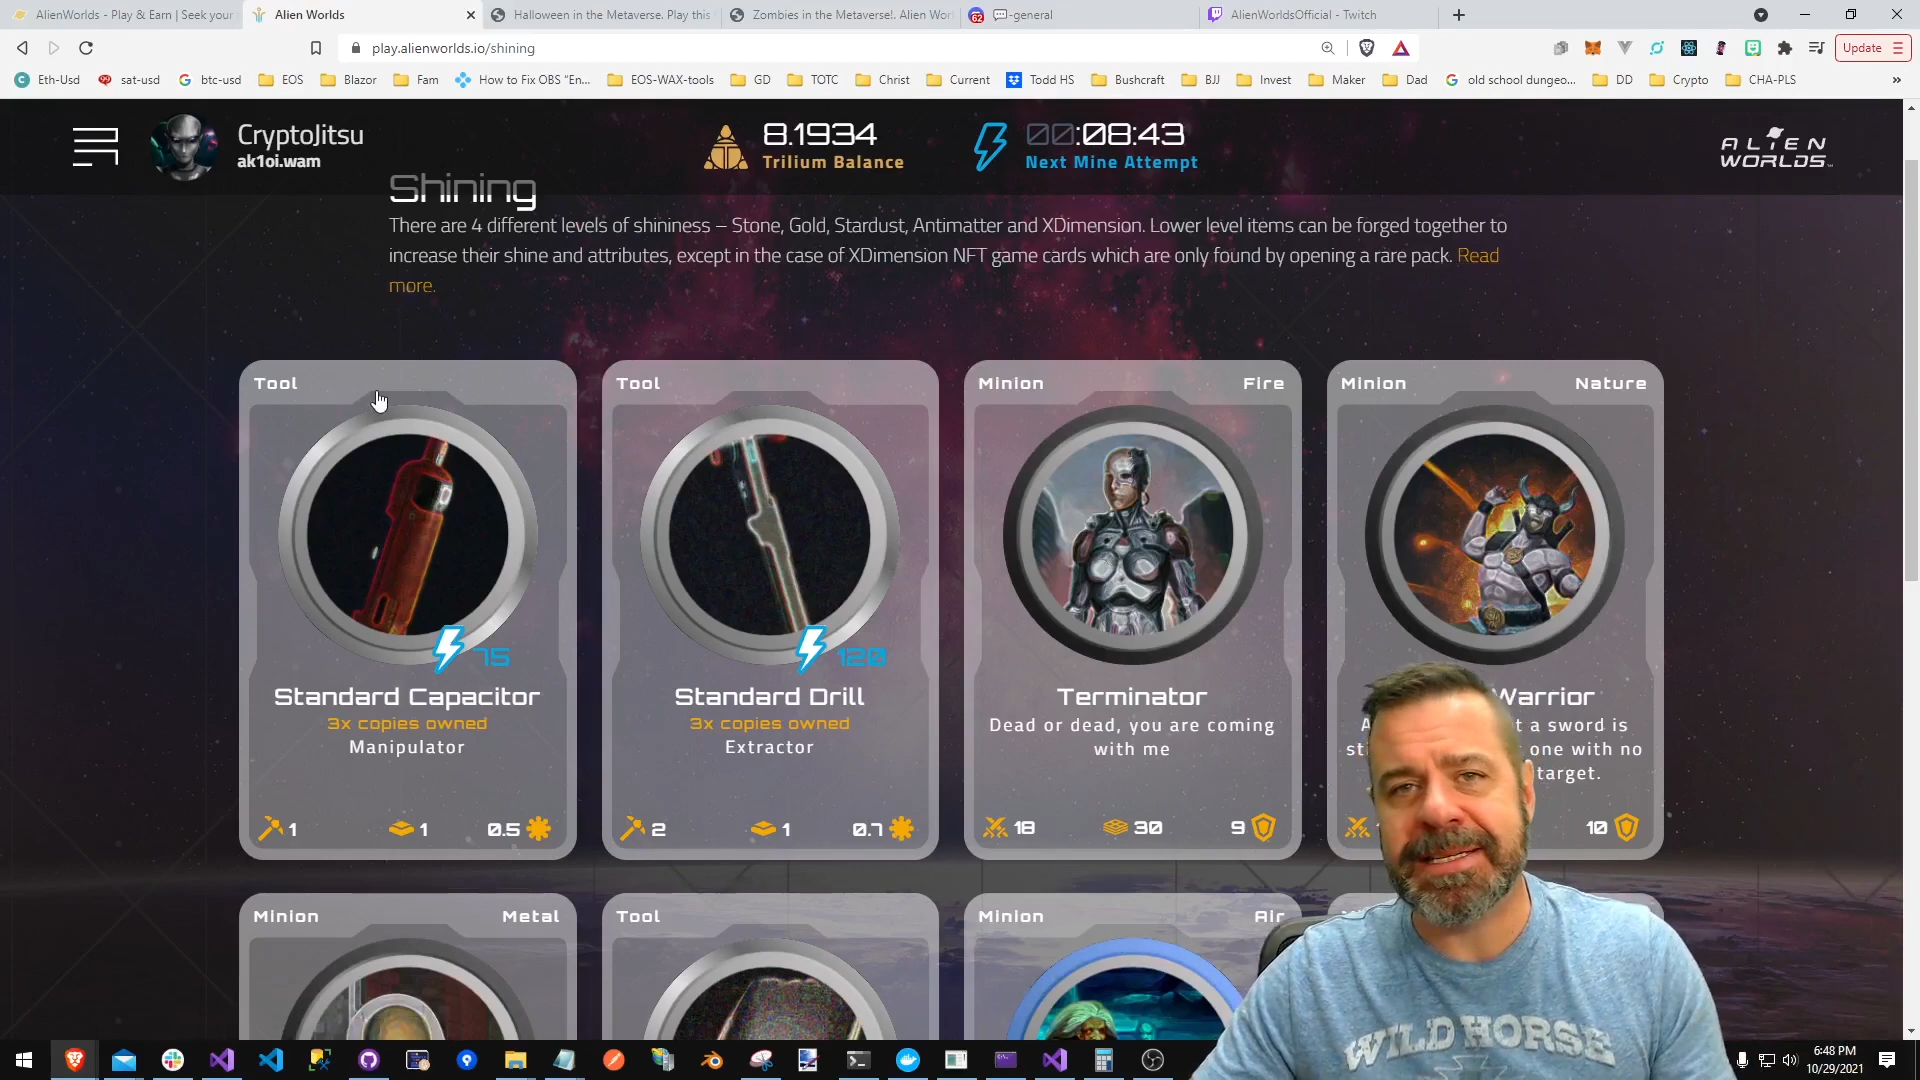 AlienWorlds - Play & Earn | Seek your
Alien Worlds
Halloween in the Metaverse. Play this
Zombies in the Metaverse!. Alien Wor
62
-general
AlienWorldsOfficial - Twitch
play.alienworlds.io/shining
Update
Eth-Usd
sat-usd
btc-usd
EOS
Blazor
Fam
How to Fix OBS "En...
EOS-WAX-tools
GD
TOTC
Christ
Current
Todd HS
Bushcraft
BJJ
Invest
Maker
Dad
old school dungeo...
DD
Crypto
CHA-PLS
CryptoJitsu
ak1oi.wam
8.1934
Trilium Balance
00:08:43
Next Mine Attempt
ALIEN
WORLDS
Shining
There are 4 different levels of shininess – Stone, Gold, Stardust, Antimatter and XDimension. Lower level items can be forged together to
increase their shine and attributes, except in the case of XDimension NFT game cards which are only found by opening a rare pack. Read
more.
Tool
75
Standard Capacitor
3x copies owned
Manipulator
1
1
0.5
Tool
120
Standard Drill
3x copies owned
Extractor
2
1
0.7
Minion Fire
Terminator
Dead or dead, you are coming
with me
18
30
9
Minion Nature
Warrior
a sword is
one with no
target.
10
Minion Metal
Tool
Minion Air
WILD HORSE
6:48 PM
10/29/2021